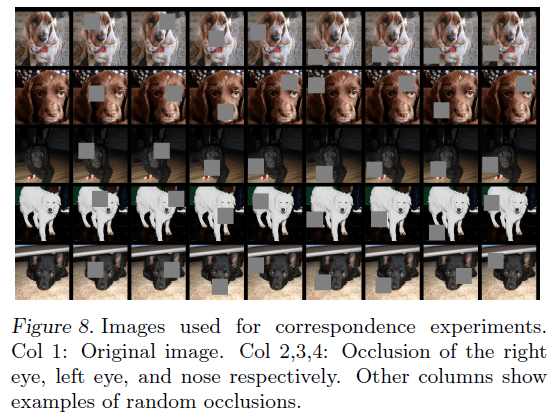 Figure 8. Images used for correspondence experiments.
Col 1: Original image. Col 2,3,4: Occlusion of the right
eye, left eye, and nose respectively. Other columns show
examples of random occlusions.